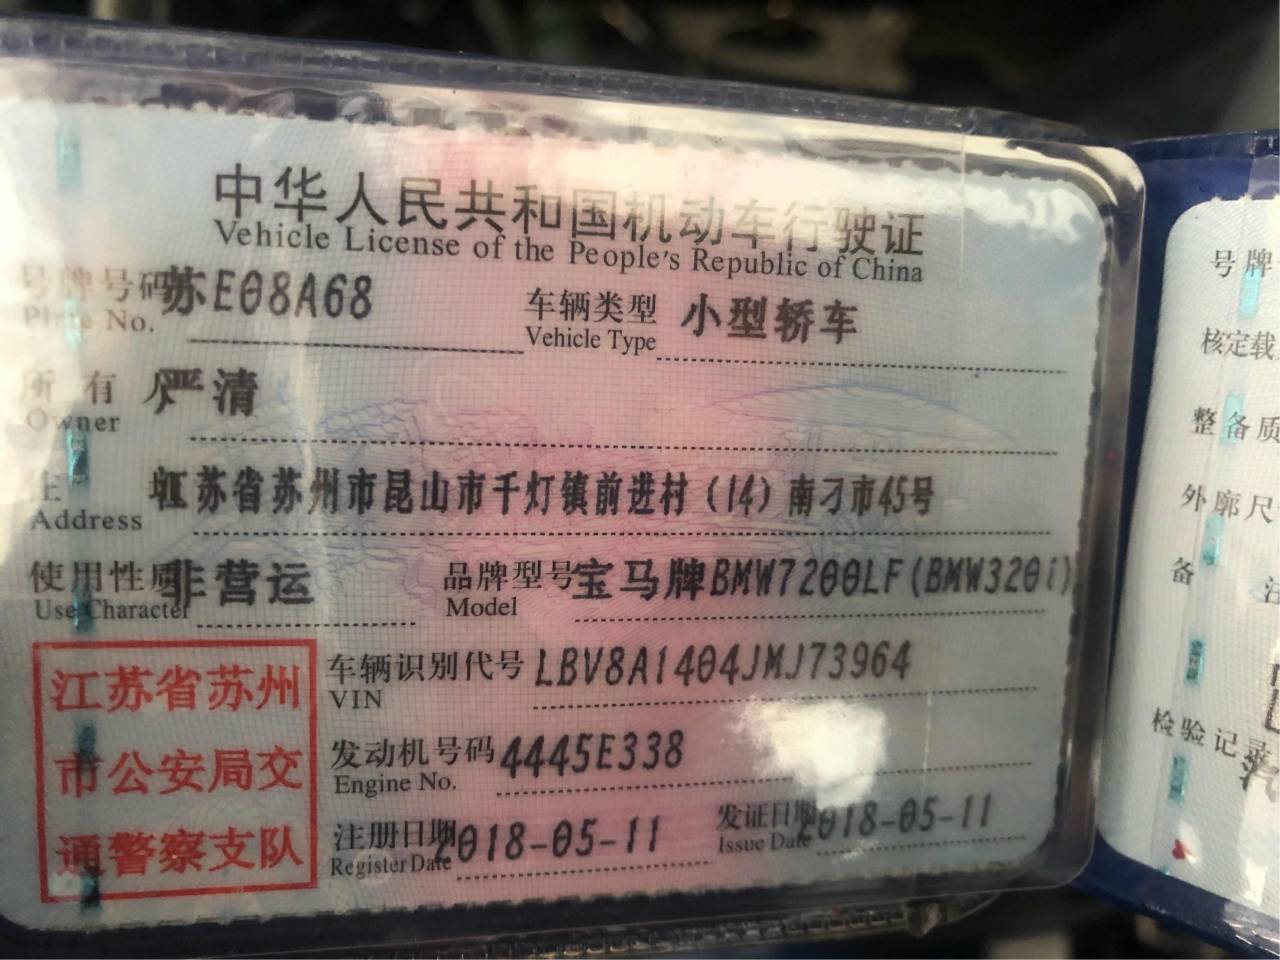 中华人民共和国机动车行驶证
Vehicle License of the People's Republic of China
号牌号码 苏E08A68 车辆类型 小型轿车
Plate No. Vehicle Type
所有人 严清
Owner
住址 江苏省苏州市昆山市千灯镇前进村（14）南刁市45号
Address
使用性质 非营运 品牌型号 宝马牌BMW7200LF(BMW320i)
Use Character Model
江苏省苏州
市公安局交
通警察支队
车辆识别代号 LBV8A1404JMJ73964
VIN
发动机号码 4445E338
Engine No.
注册日期 2018-05-11 发证日期 2018-05-11
Register Date Issue Date
号牌
核定载
整备质
外廓尺
备 注
检验记录